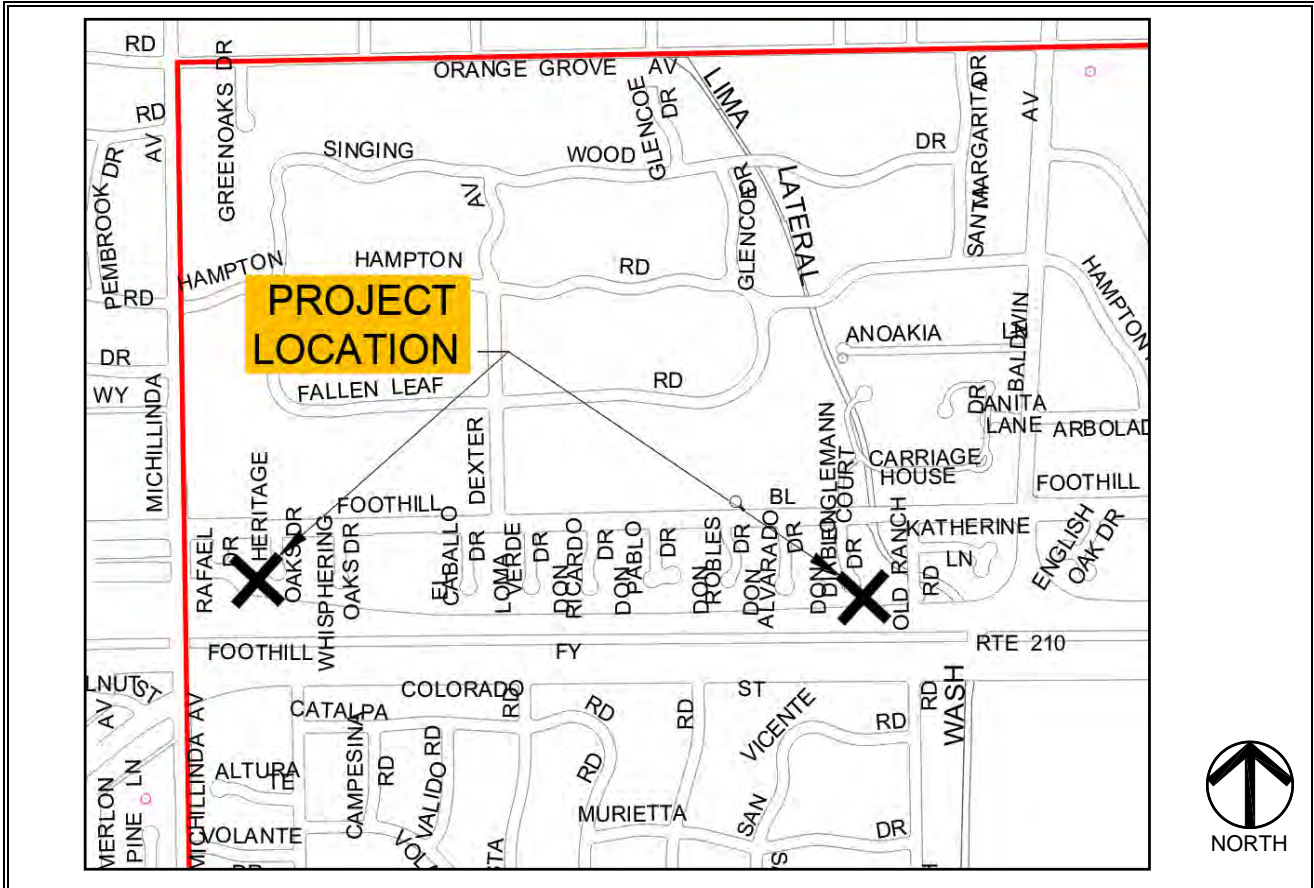 RD
GREENOAKS DR
ORANGE GROVE AV
LIMA
LATERAL
GLENCOE
DR
SANTA
MARGARITA DR
AV
RD
AV
SINGING
WOOD
DR
PEMBROOK DR
AV
GLENCOE
DR
HAMPTON
HAMPTON
RD
HAMPTON
RD
PROJECT
LOCATION
ANOAKIA
BALDWIN
DR
WY
MICHILLINDA
FALLEN LEAF
RD
DR
ANITA
LANE
ARBOLAD
DEXTER
ENGLEMANN
COURT
CARRIAGE
HOUSE
HERITAGE
OAKS DR
FOOTHILL
BL
FOOTHILL
RAFAEL
DR
WHISPHERING
OAKS DR
EL
CABALLO
DR
LOMA
VERDE
DR
DON
RICARDO
DR
DON
PABLO
DR
DON
ROBLES
DR
DON
ALVARADO
DR
DON
DR
OLD RANCH
RD
KATHERINE
LN
ENGLISH
OAK DR
FOOTHILL
FY
RTE 210
LNUT
ST
AV
MICHILLINDA AV
COLORADO
ST
CATALPA
RD
RD
RD
VICENTE
SAN
RD
RD
WASH
ALTURA
TE
CAMPESINA
RD
VALIDO RD
RD
MURIETTA
DR
MERLON
PINE LN
VOLANTE
STA
NORTH